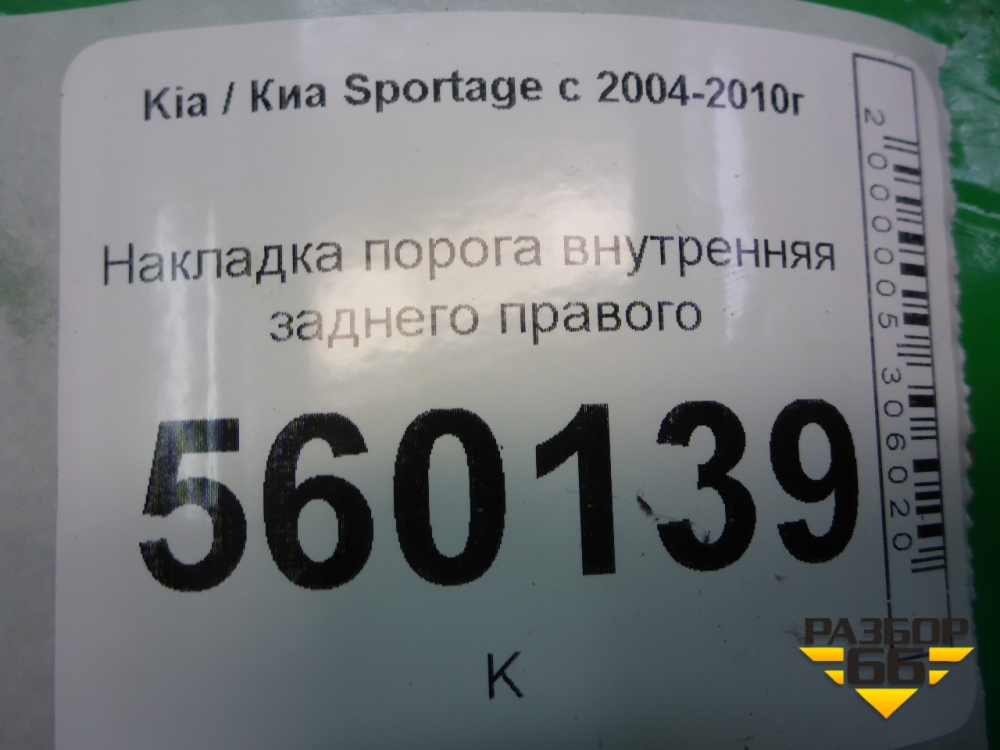 Kia / Киа Sportage с 2004-2010г
Накладка порога внутренняя
заднего правого
560139
К
2000005306020
РАЗБОР
66